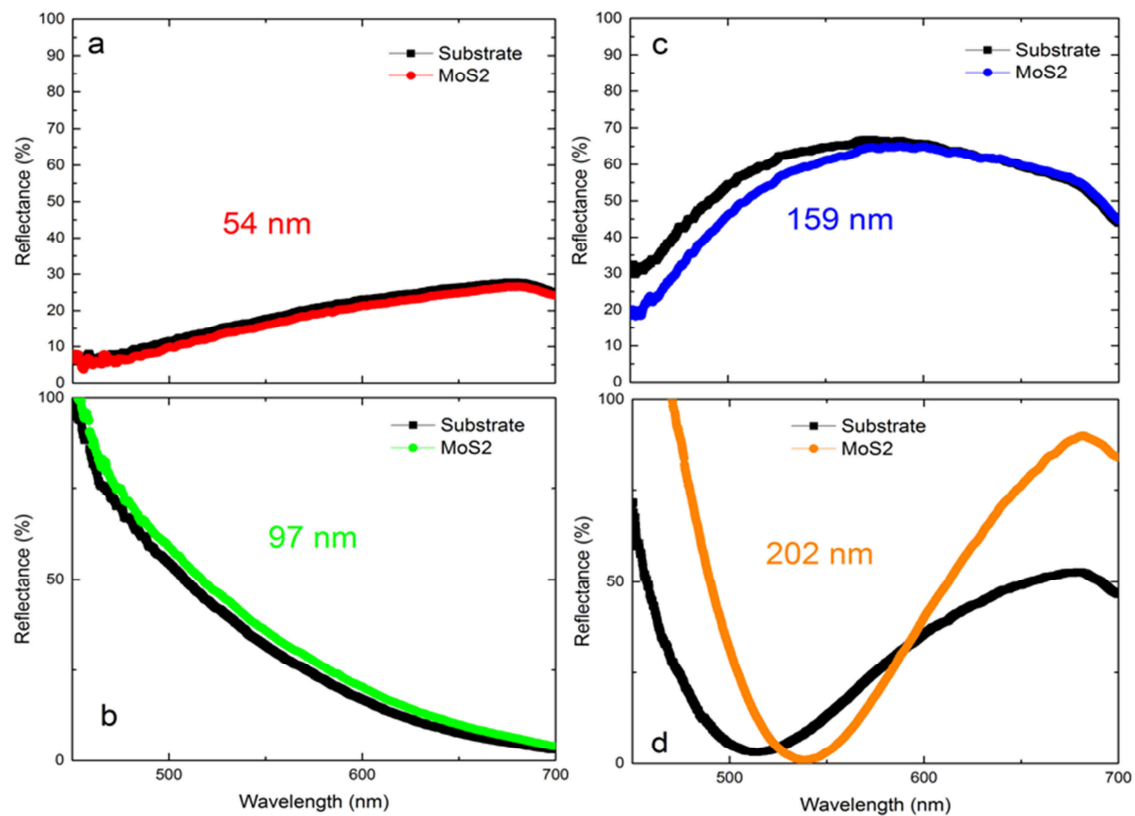 a
Substrate
MoS2
54 nm
Reflectance (%)
100
90
80
70
60
50
40
30
20
10
0
c
Substrate
MoS2
159 nm
Reflectance (%)
100
90
80
70
60
50
40
30
20
10
0
b
Substrate
MoS2
97 nm
Reflectance (%)
100
50
0
500 600 700
Wavelength (nm)
d
Substrate
MoS2
202 nm
Reflectance (%)
100
50
0
500 600 700
Wavelength (nm)